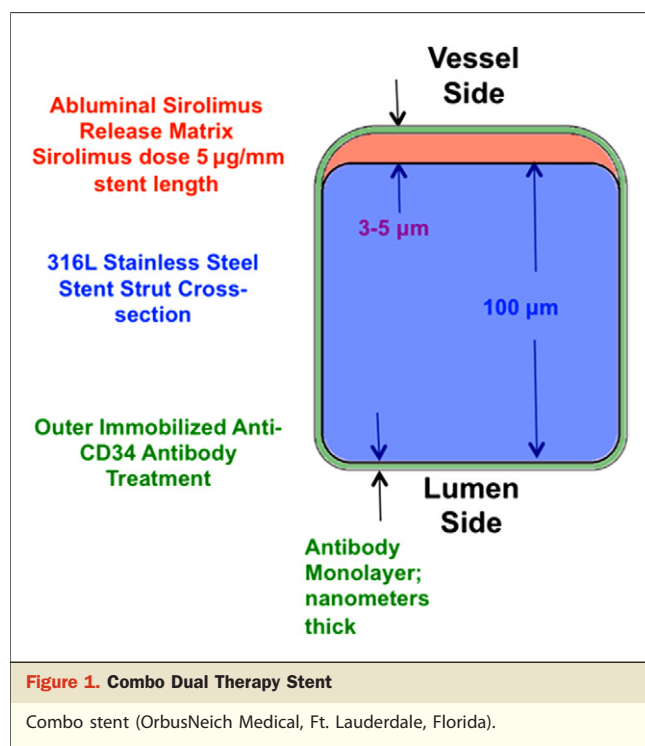 Vessel
Side
Abluminal Sirolimus
Release Matrix
Sirolimus dose 5 µg/mm
stent length
3-5 µm
316L Stainless Steel
Stent Strut Cross-
section
100 µm
Outer Immobilized Anti-
CD34 Antibody
Treatment
Lumen
Side
Antibody
Monolayer;
nanometers
thick
Figure 1. Combo Dual Therapy Stent
Combo stent (OrbusNeich Medical, Ft. Lauderdale, Florida).